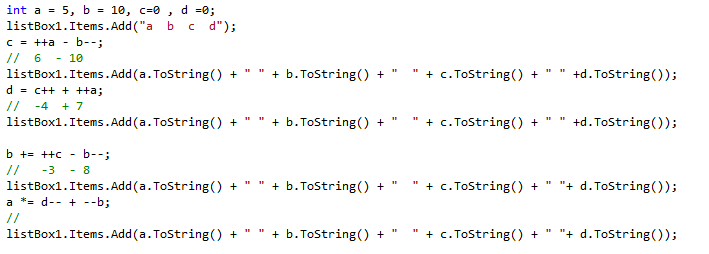 int a = 5, b = 10, c=0 , d =0;
listBox1.Items.Add("a  b  c  d");
c = ++a - b--;
//  6  - 10
listBox1.Items.Add(a.ToString() + " " + b.ToString() + "  " + c.ToString() + " " +d.ToString());
d = c++ + ++a;
//  -4  + 7
listBox1.Items.Add(a.ToString() + " " + b.ToString() + "  " + c.ToString() + " " +d.ToString());
b += ++c - b--;
//   -3  - 8
listBox1.Items.Add(a.ToString() + " " + b.ToString() + "  " + c.ToString() + " "+ d.ToString());
a *= d-- + --b;
//
listBox1.Items.Add(a.ToString() + " " + b.ToString() + "  " + c.ToString() + " "+ d.ToString());